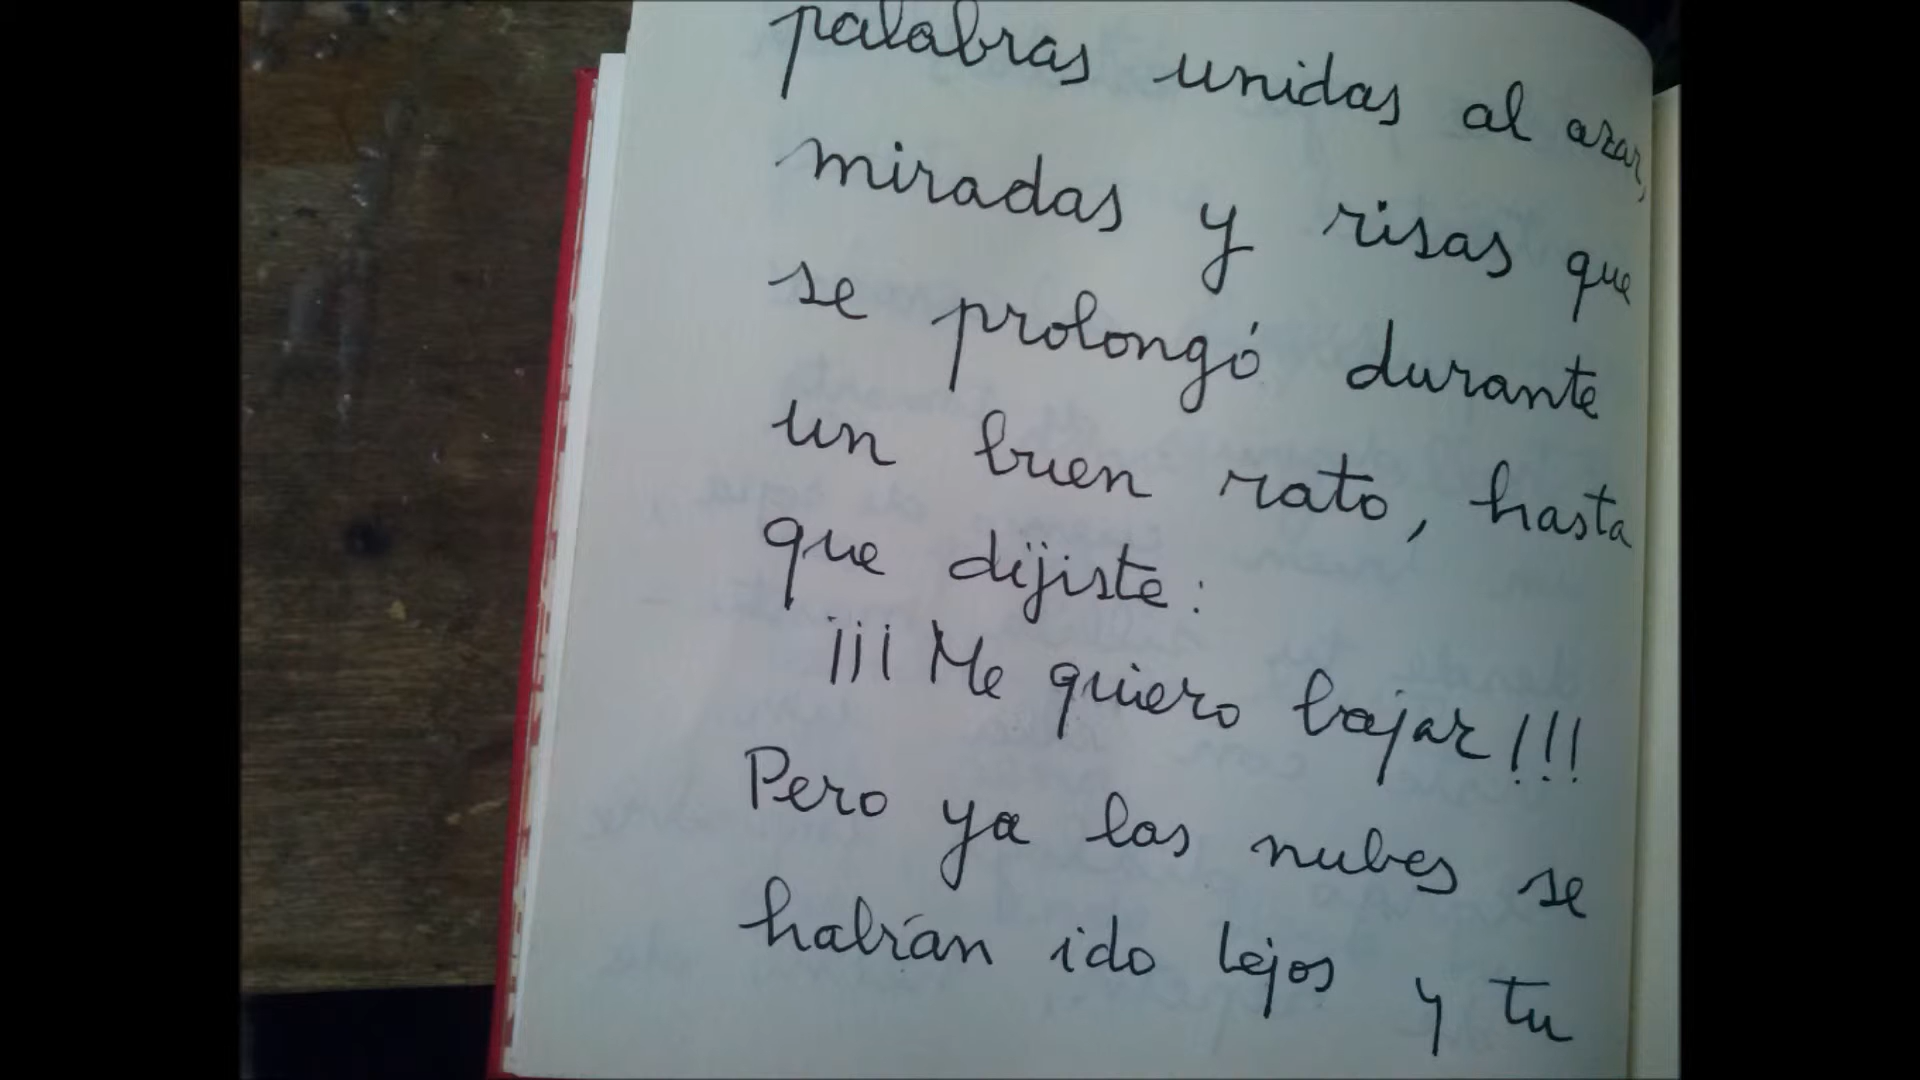 palabras unidas al azar,
miradas y risas que
se prolongó durante
un buen rato, hasta
que dijiste:
¡¡¡Me quiero bajar!!!
Pero ya las nubes se
habían ido lejos y tu